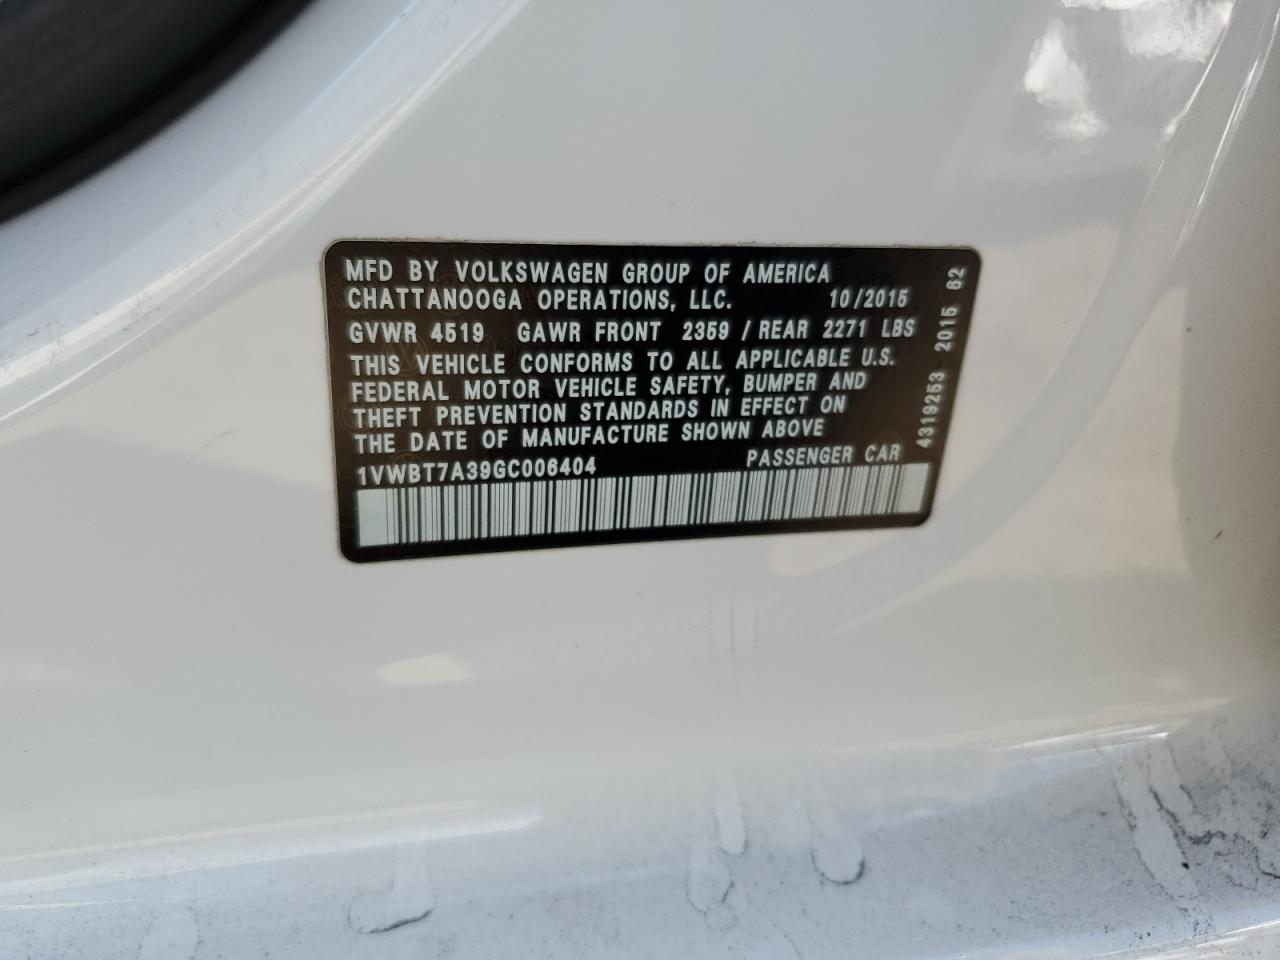 MFD BY VOLKSWAGEN GROUP OF AMERICA
CHATTANOOGA OPERATIONS, LLC. 10/2015
GVWR 4519 GAWR FRONT 2359 / REAR 2271 LBS
THIS VEHICLE CONFORMS TO ALL APPLICABLE U.S.
FEDERAL MOTOR VEHICLE SAFETY, BUMPER AND
THEFT PREVENTION STANDARDS IN EFFECT ON
THE DATE OF MANUFACTURE SHOWN ABOVE
1VWBT7A39GC006404 PASSENGER CAR
4319253 2015 62